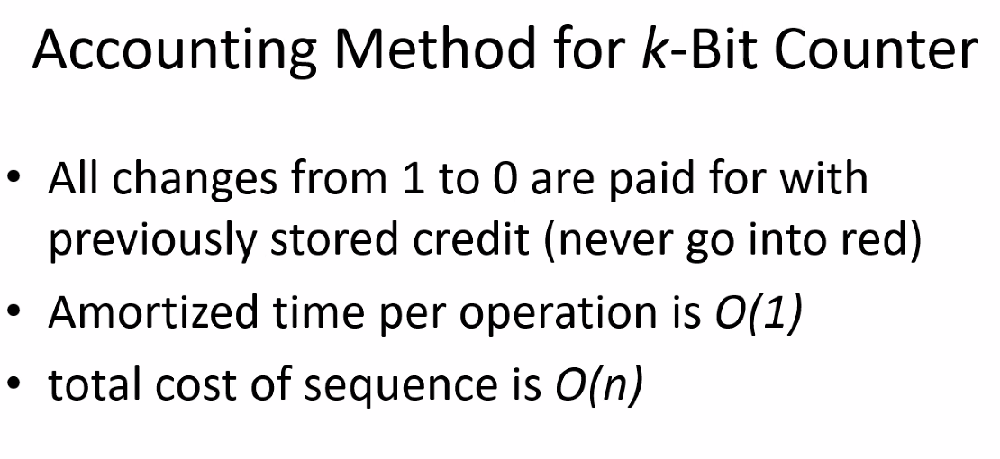 Accounting Method for k-Bit Counter
• All changes from 1 to 0 are paid for with
previously stored credit (never go into red)
• Amortized time per operation is O(1)
• total cost of sequence is O(n)